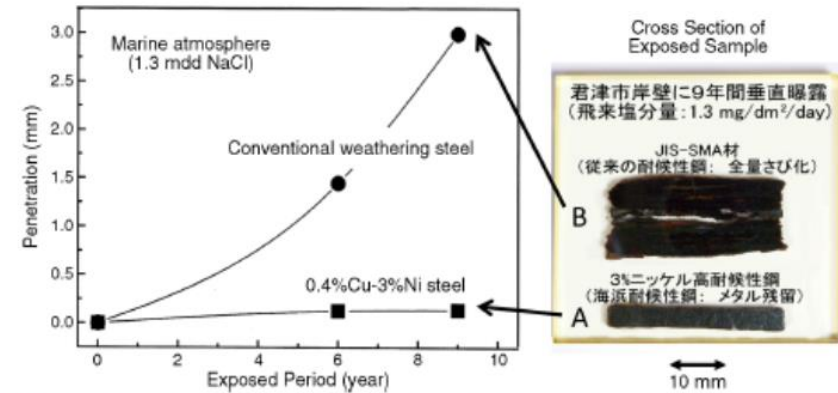 Marine atmosphere
(1.3 mdd NaCl)
Conventional weathering steel
0.4%Cu-3%Ni steel
Penetration (mm)
3.0
2.5
2.0
1.5
1.0
0.5
0.0
0 2 4 6 8 10
Exposed Period (year)
Cross Section of
Exposed Sample
君津市岸壁に9年間垂直曝露
(飛来塩分量:1.3 mg/dm²/day)
JIS-SMA材
(従来の耐候性鋼: 全量さび化)
B
3%ニッケル高耐候性鋼
(海浜耐候性鋼: メタル残留)
A
10 mm